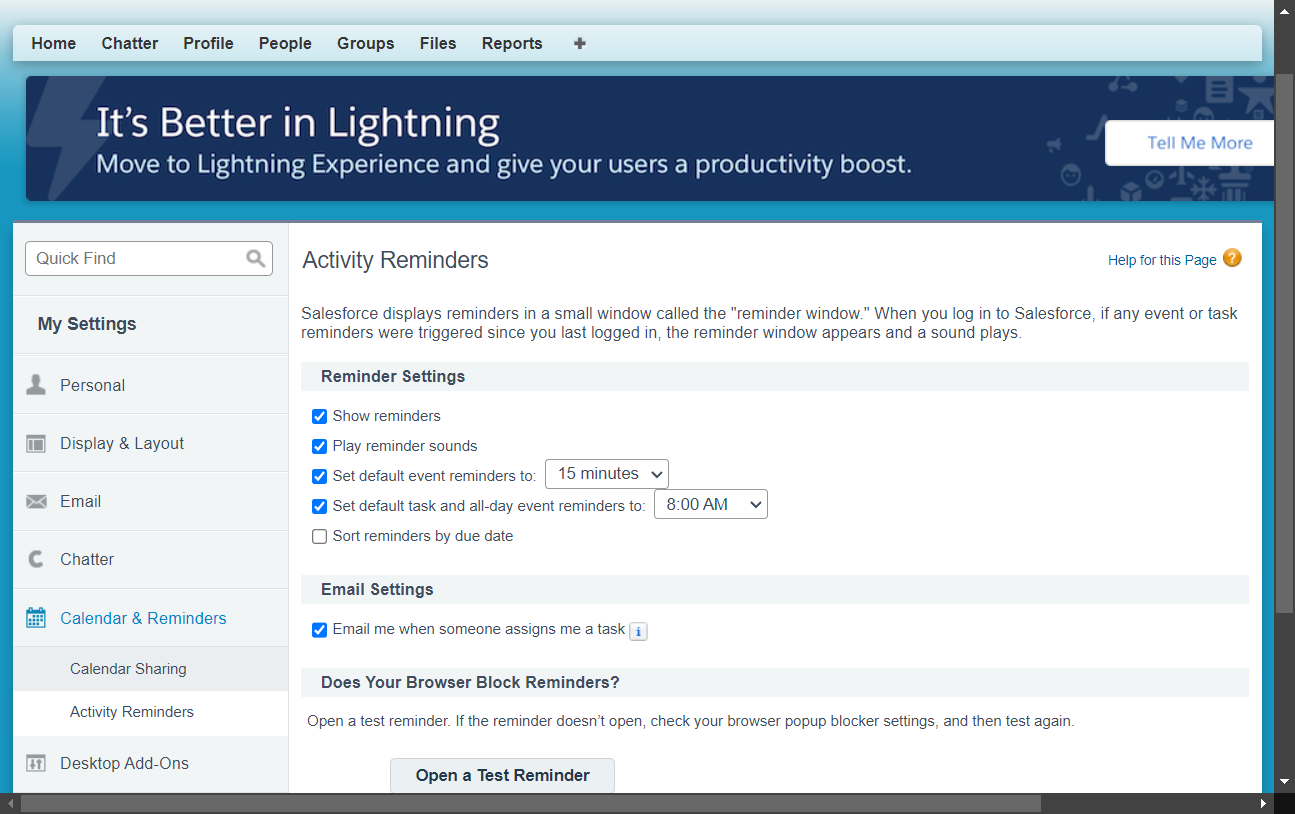 Home Chatter Profile People Groups Files Reports +
It's Better in Lightning
Move to Lightning Experience and give your users a productivity boost.
Tell Me More
Quick Find
My Settings
Personal
Display & Layout
Email
Chatter
Calendar & Reminders
Calendar Sharing
Activity Reminders
Desktop Add-Ons
Activity Reminders
Help for this Page ?
Salesforce displays reminders in a small window called the "reminder window." When you log in to Salesforce, if any event or task
reminders were triggered since you last logged in, the reminder window appears and a sound plays.
Reminder Settings
Show reminders
Play reminder sounds
Set default event reminders to: 15 minutes
Set default task and all-day event reminders to: 8:00 AM
Sort reminders by due date
Email Settings
Email me when someone assigns me a task i
Does Your Browser Block Reminders?
Open a test reminder. If the reminder doesn’t open, check your browser popup blocker settings, and then test again.
Open a Test Reminder